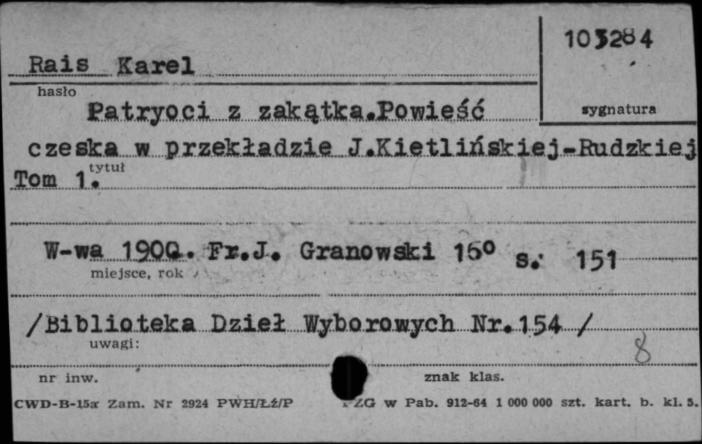 103284
Rais Karel
hasło
Patryoci z zakątka.Powieść
sygnatura
czeska w przekładzie J.Kietlińskiej-Rudzkiej
tytuł
Tom 1.
W-wa 1900. Fr.J. Granowski 16° s. 151
miejsce, rok
/Biblioteka Dzieł Wyborowych Nr.154 /
uwagi:
8
nr inw.
znak klas.
CWD-B-15a Zam. Nr 2924 PWH/Łź/P
PZG w Pab. 912-64 1 000 000 szt. kart. b. kl. 5.